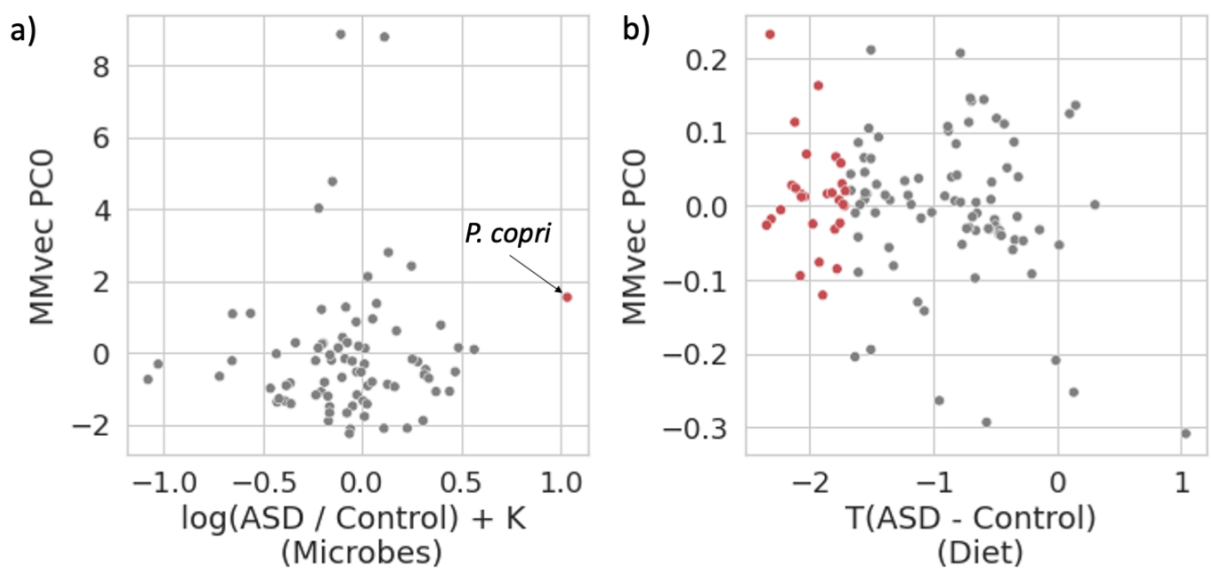 a)
MMvec PC0
8
6
4
2
0
−2
P. copri
−1.0 −0.5 0.0 0.5 1.0
log(ASD / Control) + K
(Microbes)
b)
MMvec PC0
0.2
0.1
0.0
−0.1
−0.2
−0.3
−2 −1 0 1
T(ASD - Control)
(Diet)